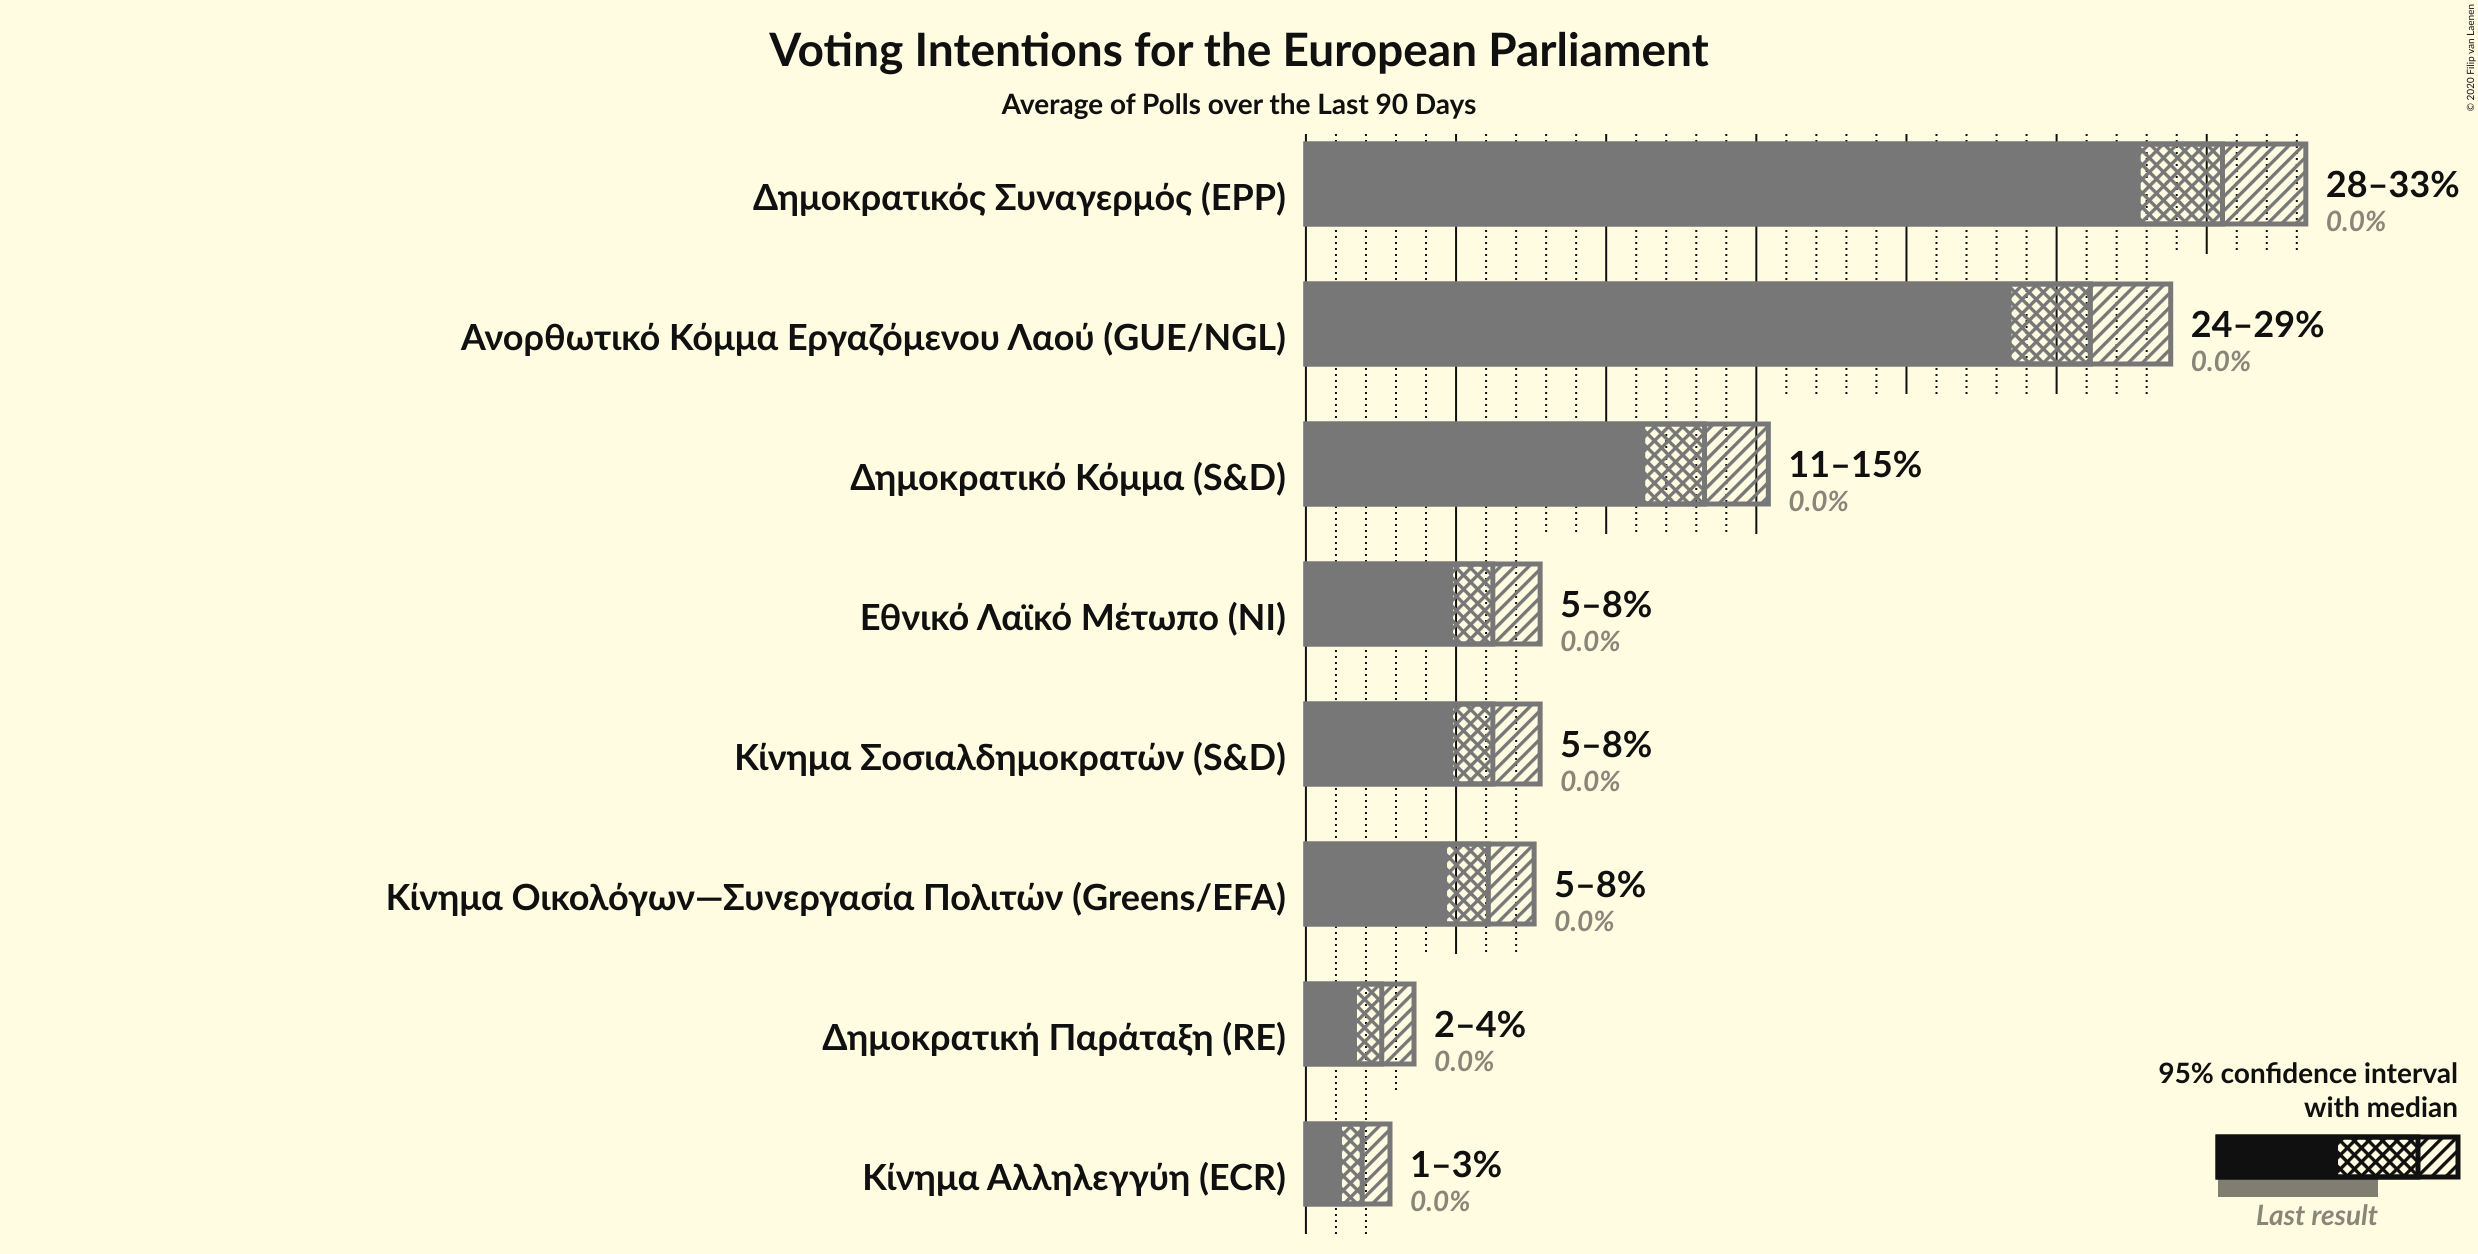 Voting Intentions for the European Parliament
Average of Polls over the Last 90 Days
© 2020 Filip van Laenen
Δημοκρατικός Συναγερμός (EPP)
28–33%
0.0%
Ανορθωτικό Κόμμα Εργαζόμενου Λαού (GUE/NGL)
24–29%
0.0%
Δημοκρατικό Κόμμα (S&D)
11–15%
0.0%
Εθνικό Λαϊκό Μέτωπο (NI)
5–8%
0.0%
Κίνημα Σοσιαλδημοκρατών (S&D)
5–8%
0.0%
Κίνημα Οικολόγων—Συνεργασία Πολιτών (Greens/EFA)
5–8%
0.0%
Δημοκρατική Παράταξη (RE)
2–4%
0.0%
Κίνημα Αλληλεγγύη (ECR)
1–3%
0.0%
95% confidence interval
with median
Last result